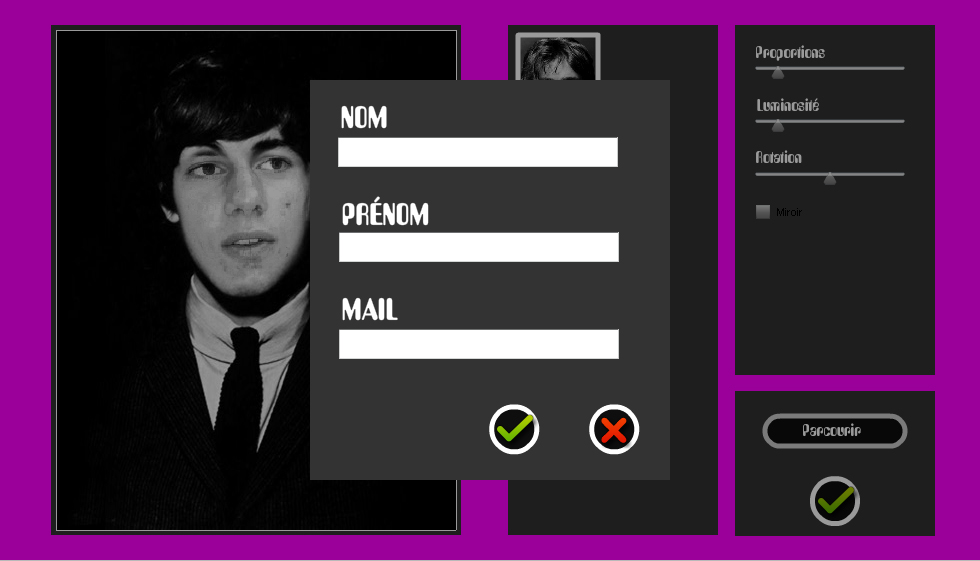 NOM
PRÉNOM
MAIL
Proportions
Luminosité
Rotation
Miroir
Parcourir